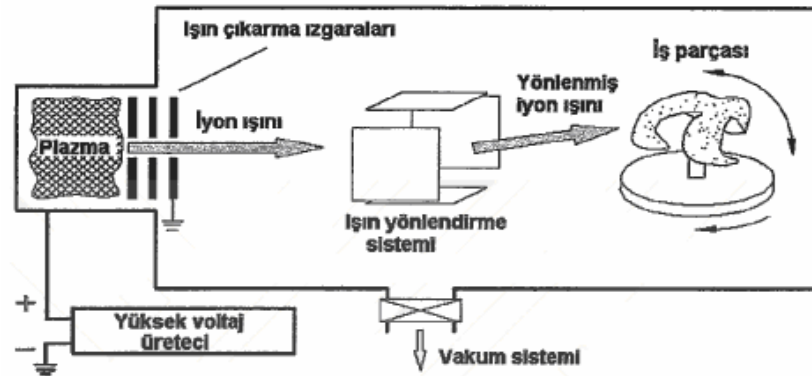 Işın çıkarma ızgaraları
Plazma
İyon ışını
Yönlenmiş
iyon ışını
İş parçası
Işın yönlendirme
sistemi
+
−
Yüksek voltaj
üreteci
Vakum sistemi